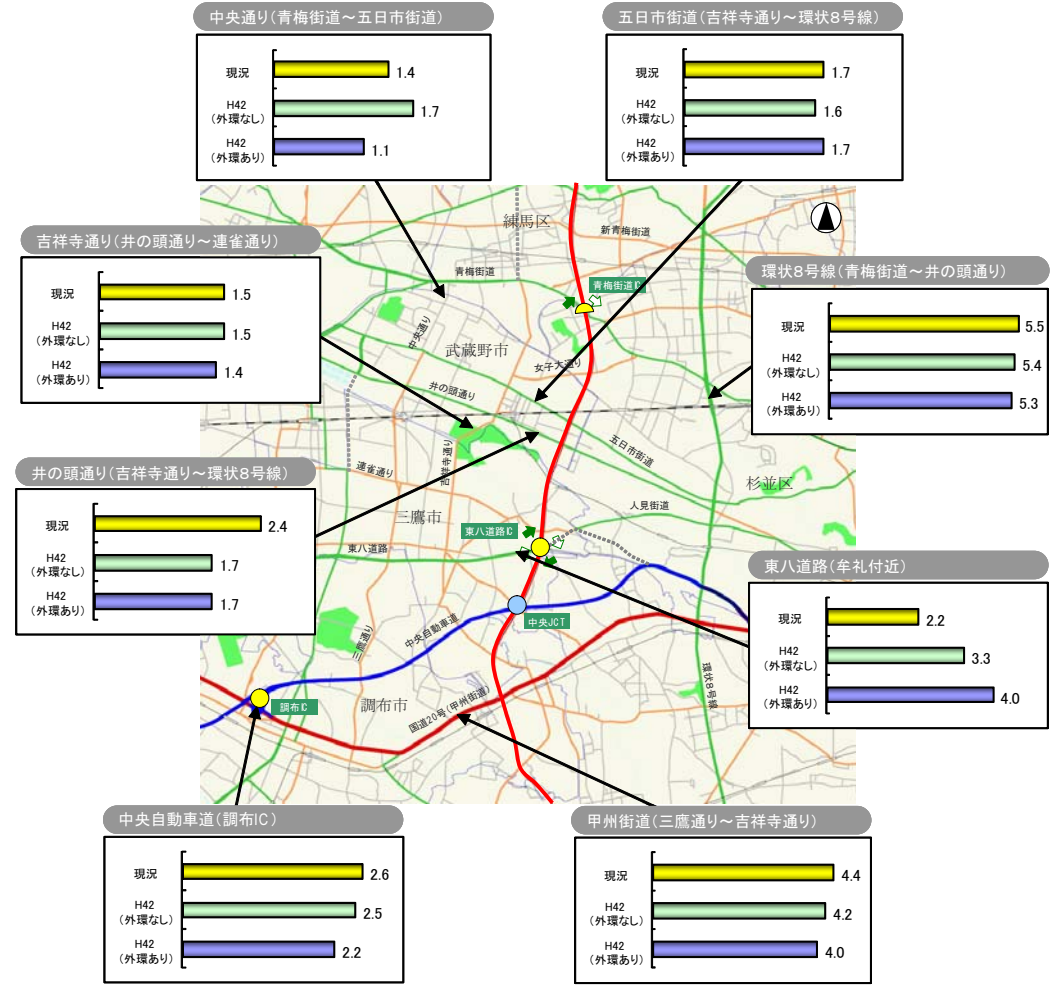 中央通り(青梅街道～五日市街道)
現況
1.4
H42
(外環なし)
1.7
H42
(外環あり)
1.1
五日市街道(吉祥寺通り～環状8号線)
現況
1.7
H42
(外環なし)
1.6
H42
(外環あり)
1.7
吉祥寺通り(井の頭通り～連雀通り)
現況
1.5
H42
(外環なし)
1.5
H42
(外環あり)
1.4
環状8号線(青梅街道～井の頭通り)
現況
5.5
H42
(外環なし)
5.4
H42
(外環あり)
5.3
井の頭通り(吉祥寺通り～環状8号線)
現況
2.4
H42
(外環なし)
1.7
H42
(外環あり)
1.7
東八道路(牟礼付近)
現況
2.2
H42
(外環なし)
3.3
H42
(外環あり)
4.0
練馬区
新青梅街道
青梅街道
青梅街道IC
中央通り
武蔵野市
女子大通り
井の頭通り
五日市街道
吉祥寺通り
連雀通り
杉並区
人見街道
三鷹市
東八道路IC
東八道路
中央自動車道
中央JCT
三鷹通り
環状8号線
調布IC
調布市
国道20号(甲州街道)
中央自動車道(調布IC)
現況
2.6
H42
(外環なし)
2.5
H42
(外環あり)
2.2
甲州街道(三鷹通り～吉祥寺通り)
現況
4.4
H42
(外環なし)
4.2
H42
(外環あり)
4.0